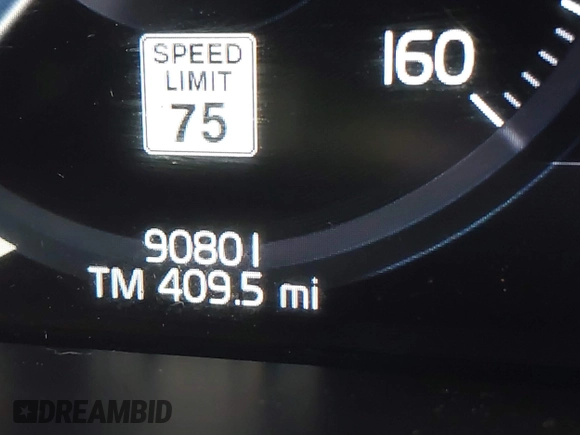 SPEED
LIMIT
75
160
90801
TM 409.5 mi
DREAMBID